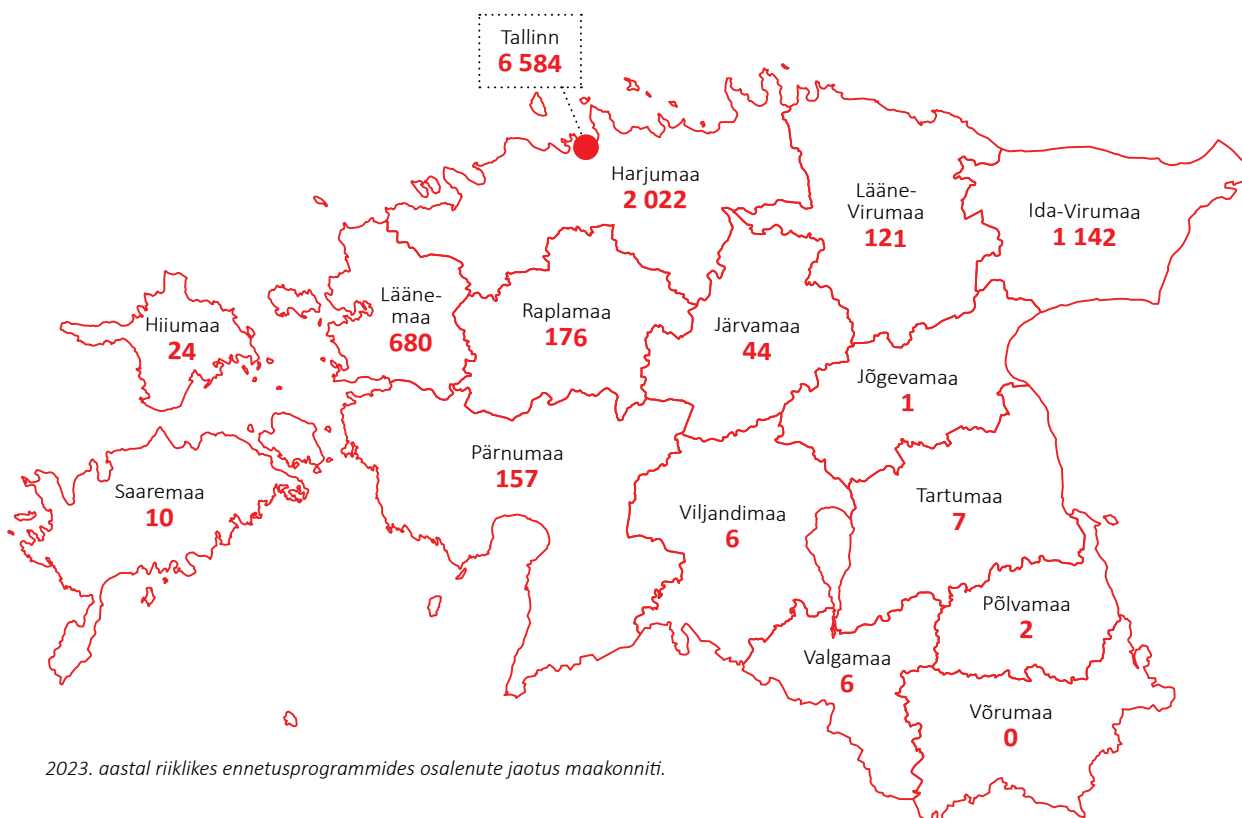 Tallinn
6 584
Harjumaa
2 022
Lääne-
Virumaa
121
Ida-Virumaa
1 142
Hiiumaa
24
Lääne-
maa
680
Raplamaa
176
Järvamaa
44
Jõgevamaa
1
Saaremaa
10
Pärnumaa
157
Viljandimaa
6
Tartumaa
7
Põlvamaa
2
Valgamaa
6
Võrumaa
0
2023. aastal riiklikes ennetusprogrammides osalenute jaotus maakonniti.